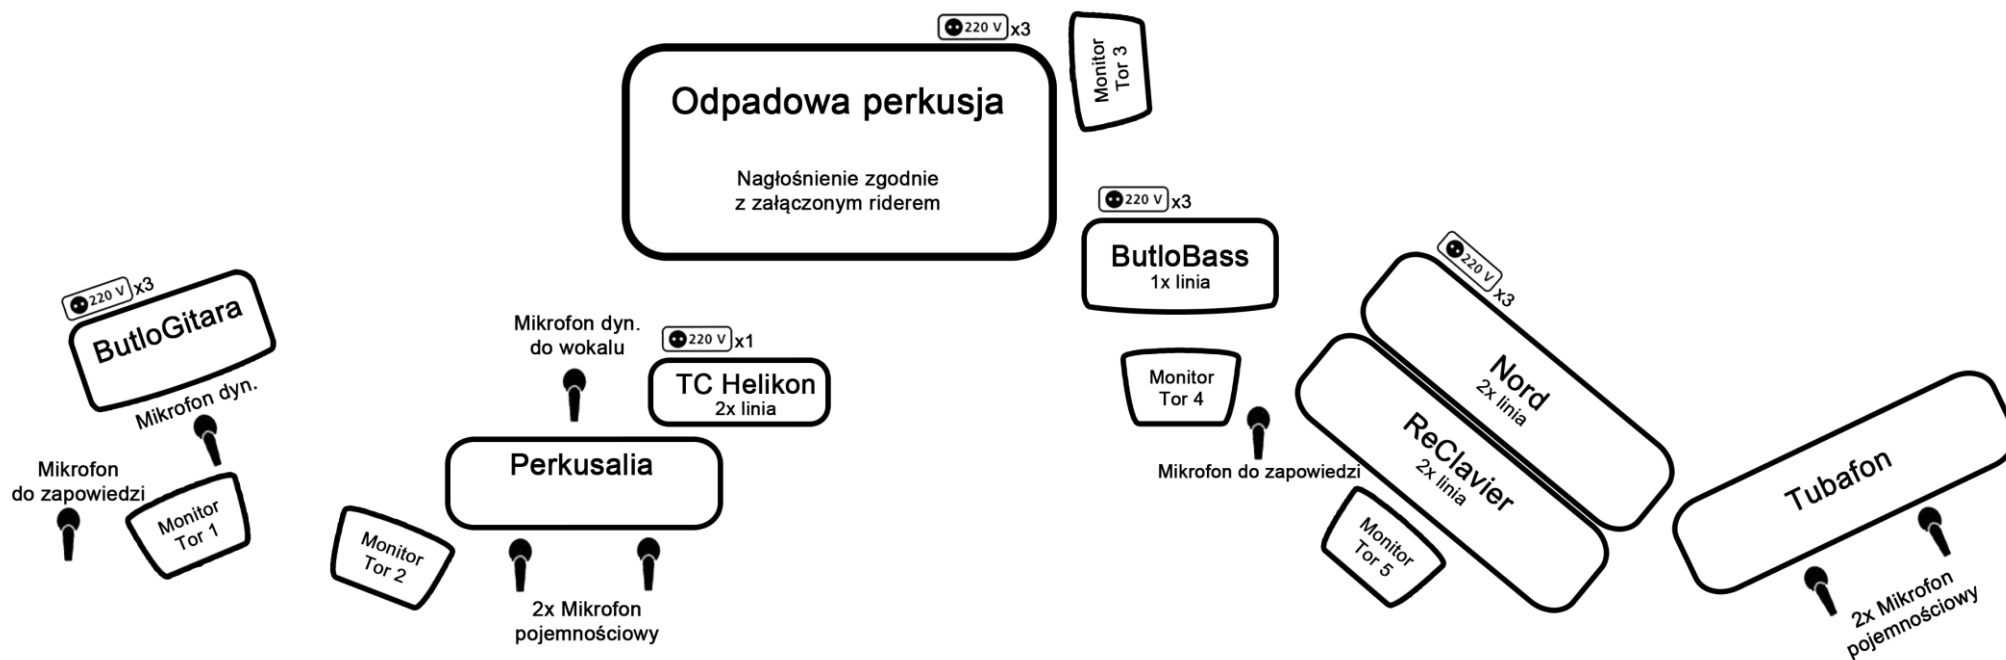 220 V x3
Monitor
Tor 3
Odpadowa perkusja
Nagłośnienie zgodnie
z załączonym riderem
220 V x3
ButloBass
1x linia
220 V x3
Nord
2x linia
220 V x3
ButloGitara
Mikrofon dyn.
Mikrofon dyn.
do wokalu
220 V x1
TC Helikon
2x linia
Monitor
Tor 4
Mikrofon do zapowiedzi
ReClavier
2x linia
Tubafon
Mikrofon
do zapowiedzi
Monitor
Tor 1
Perkusalia
Monitor
Tor 2
2x Mikrofon
pojemnościowy
Monitor
Tor 5
2x Mikrofon
pojemnościowy